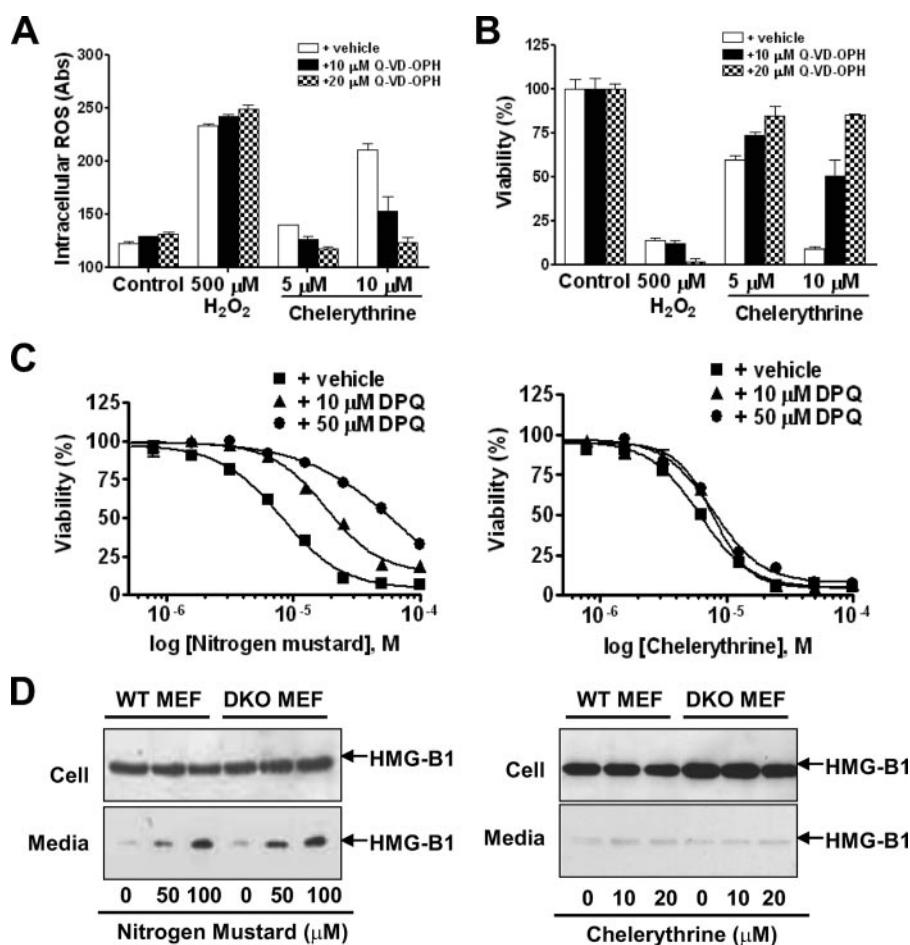 A
+ vehicle
+10 μM Q-VD-OPH
+20 μM Q-VD-OPH
Intracellular ROS (Abs)
300
250
200
150
100
Control
500 μM
H₂O₂
5 μM
10 μM
Chelerythrine
B
+ vehicle
+10 μM Q-VD-OPH
+20 μM Q-VD-OPH
Viability (%)
125
100
75
50
25
0
Control
500 μM
H₂O₂
5 μM
10 μM
Chelerythrine
C
+ vehicle
+ 10 μM DPQ
+ 50 μM DPQ
Viability (%)
125
100
75
50
25
0
10⁻⁶ 10⁻⁵ 10⁻⁴
log [Nitrogen mustard], M
+ vehicle
+ 10 μM DPQ
+ 50 μM DPQ
Viability (%)
125
100
75
50
25
0
10⁻⁶ 10⁻⁵ 10⁻⁴
log [Chelerythrine], M
D
WT MEF DKO MEF
Cell
HMG-B1
Media
HMG-B1
0 50 100 0 50 100
Nitrogen Mustard (μM)
WT MEF DKO MEF
Cell
HMG-B1
Media
HMG-B1
0 10 20 0 10 20
Chelerythrine (μM)